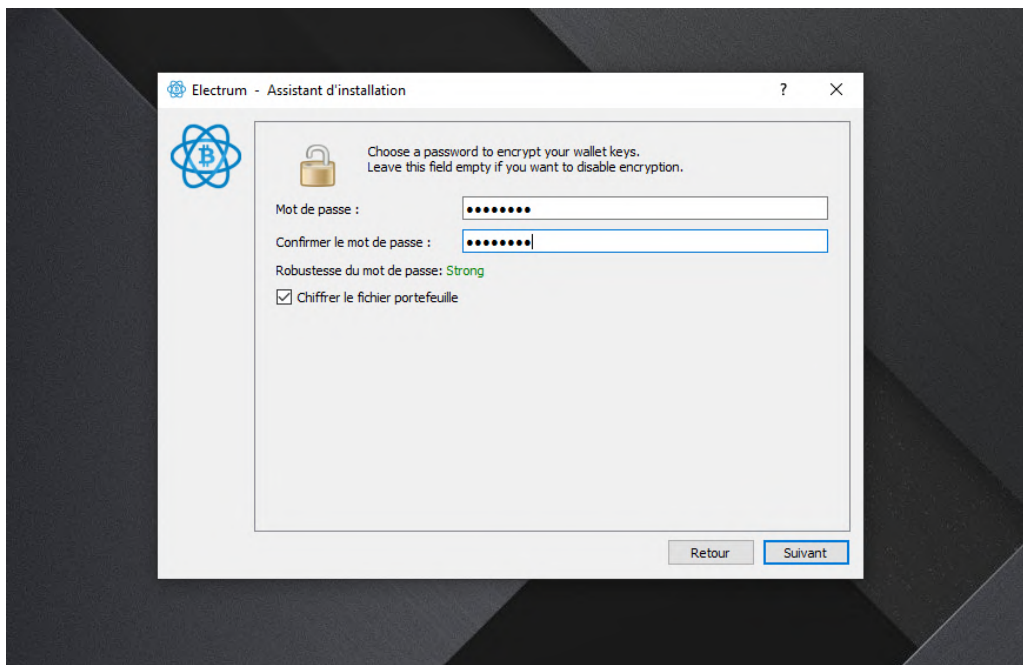 Electrum - Assistant d'installation
?
Choose a password to encrypt your wallet keys.
Leave this field empty if you want to disable encryption.
Mot de passe : ●●●●●●●●
Confirmer le mot de passe : ●●●●●●●●
Robustesse du mot de passe: Strong
Chiffrer le fichier portefeuille
Retour Suivant